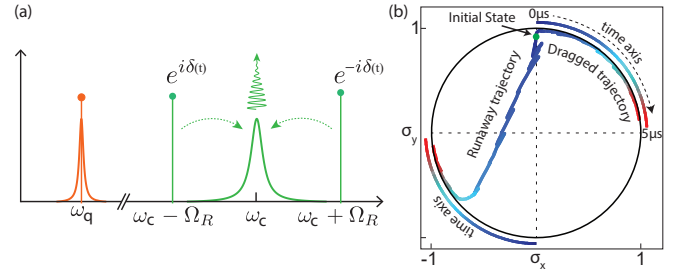 (a)
e^{iδ(t)}
e^{-iδ(t)}
ω_q
ω_c − Ω_R
ω_c
ω_c + Ω_R
(b)
Initial State
0μs
time axis
1
Runaway trajectory
Dragged trajectory
σ_y
5μs
time axis
-1
σ_x
1